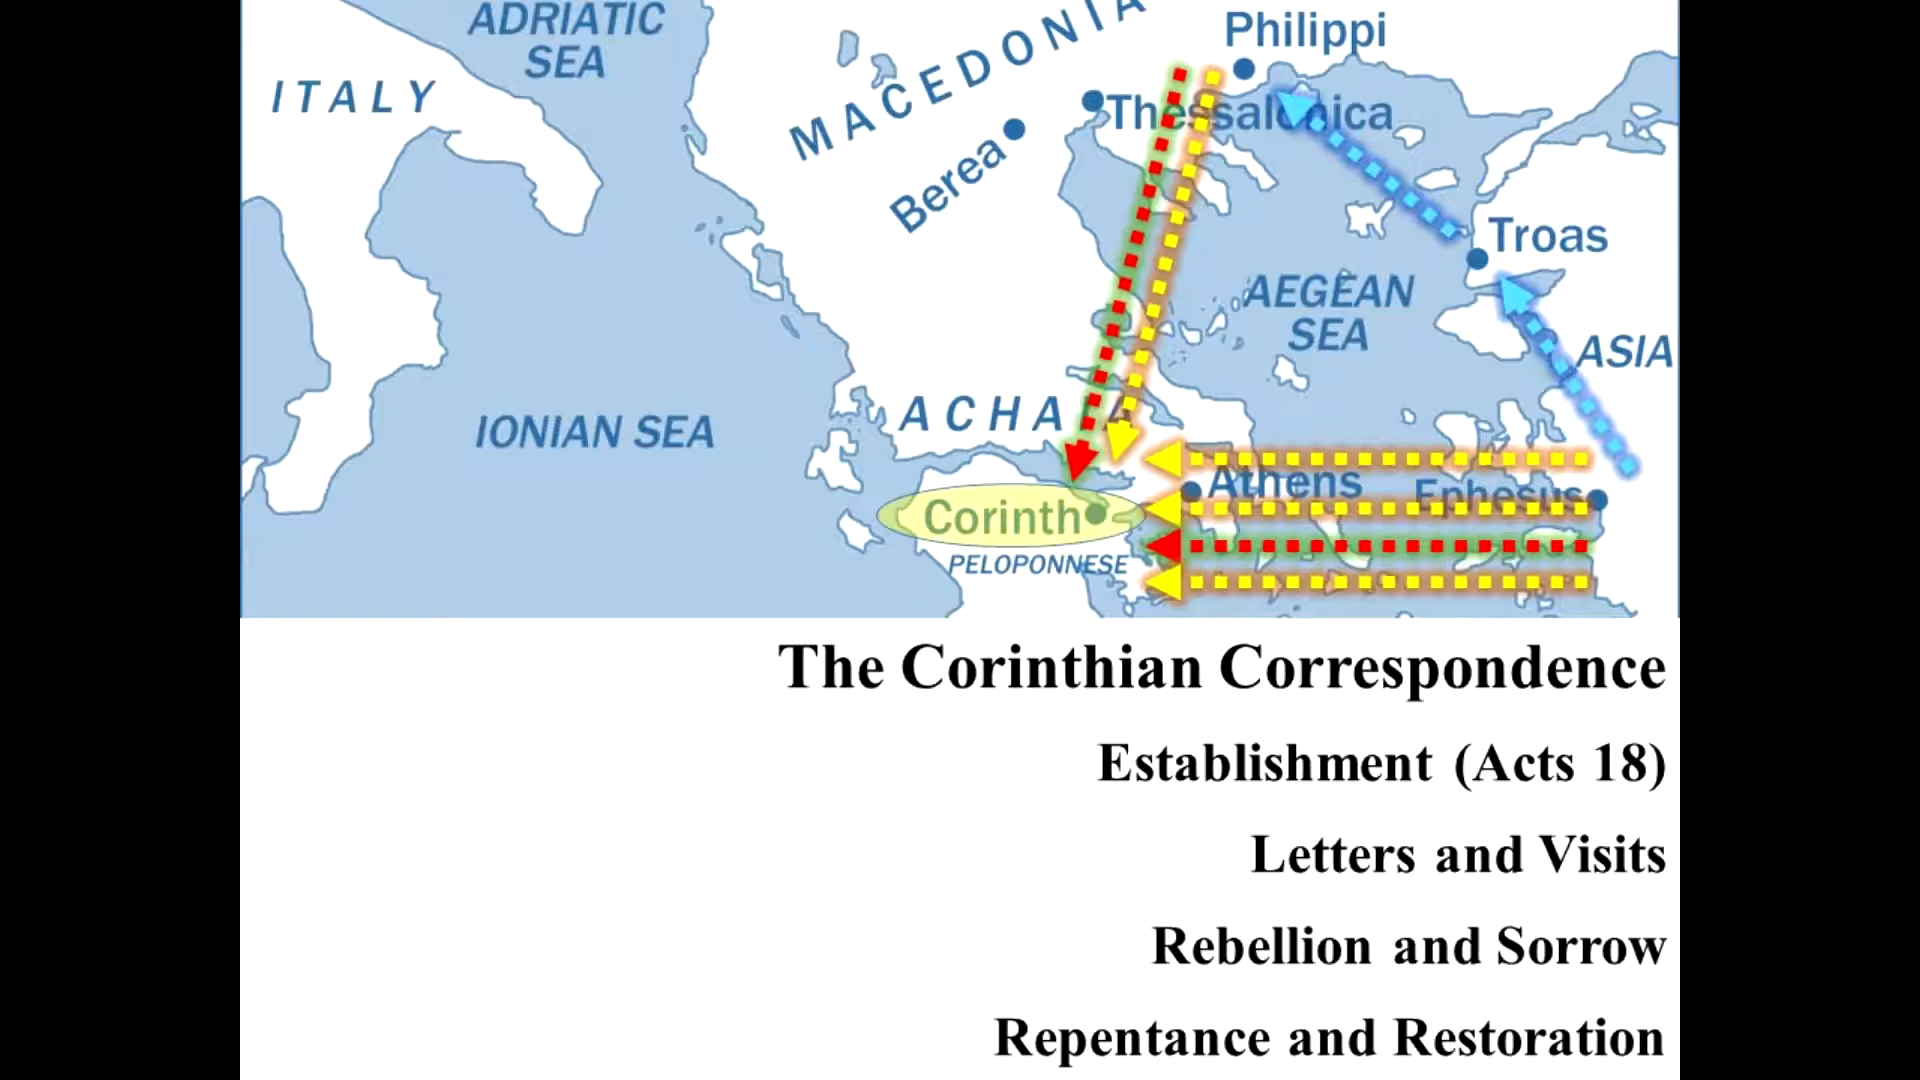 ADRIATIC
SEA
ITALY
MACEDONIA
Philippi
Thessalonica
Berea
Troas
AEGEAN
SEA
ASIA
IONIAN SEA
ACHAIA
Athens
Ephesus
Corinth
PELOPONNESE
The Corinthian Correspondence
Establishment (Acts 18)
Letters and Visits
Rebellion and Sorrow
Repentance and Restoration